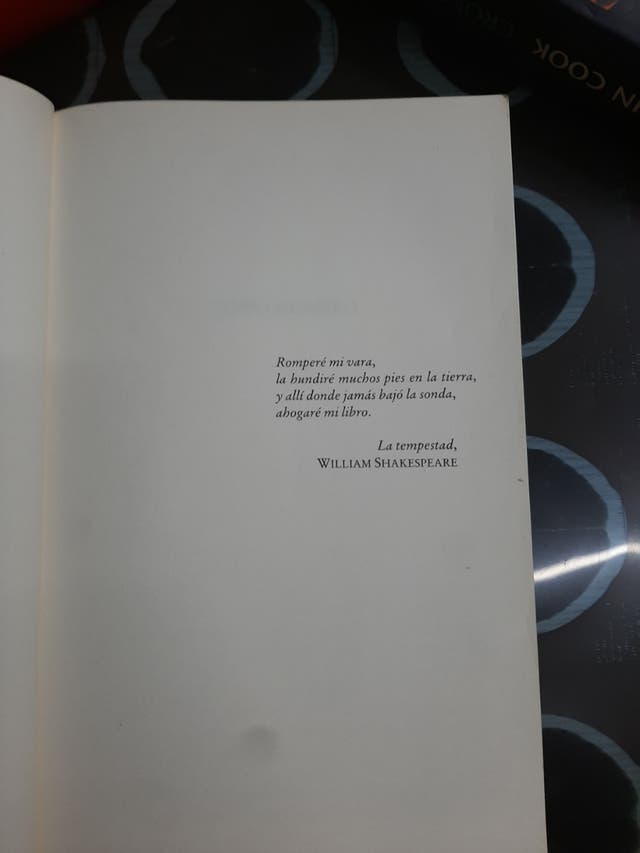 Romperé mi vara,
la hundiré muchos pies en la tierra,
y allí donde jamás bajó la sonda,
ahogaré mi libro.
La tempestad,
WILLIAM SHAKESPEARE
COOK